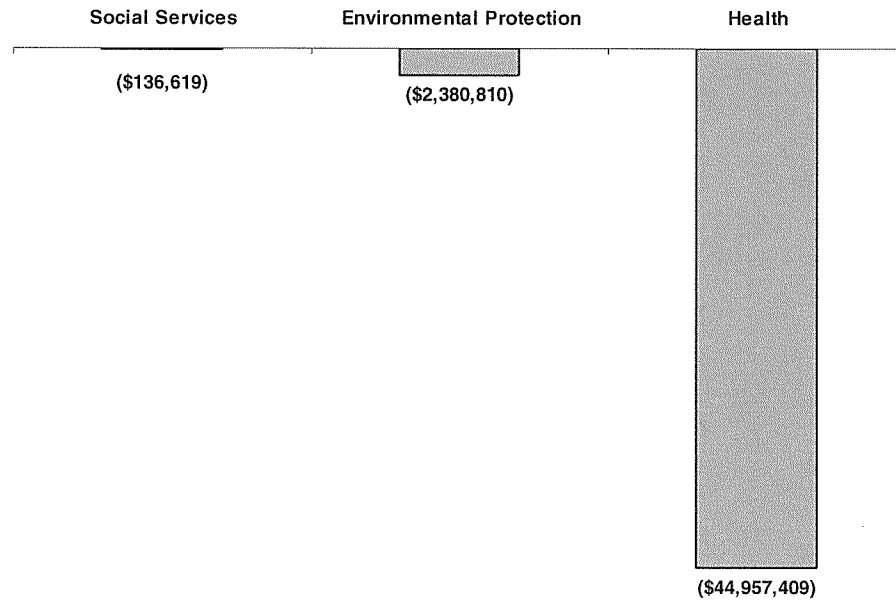 Social Services Environmental Protection Health
($136,619)
($2,380,810)
($44,957,409)